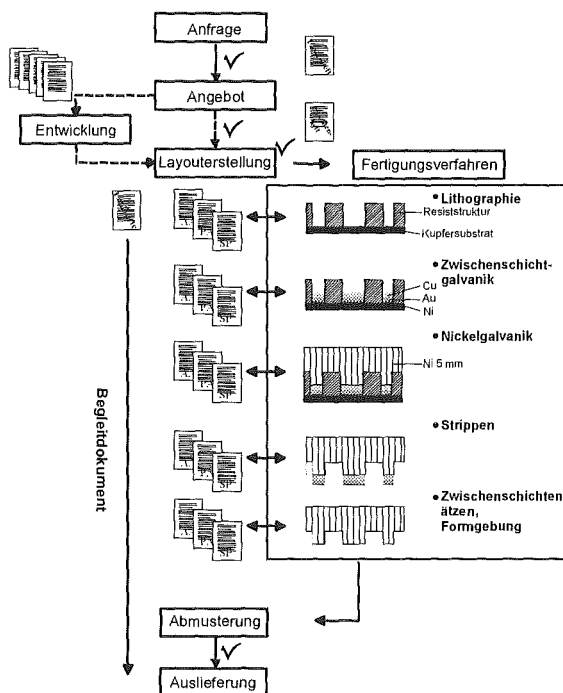 Anfrage
Angebot
Entwicklung
Layouterstellung
Fertigungsverfahren
• Lithographie
Resiststruktur
Kupfersubstrat
• Zwischenschicht-
galvanik
Cu
Au
Ni
• Nickelgalvanik
Ni 5 mm
• Strippen
• Zwischenschichten
ätzen,
Formgebung
Begleitdokument
Abmusterung
Auslieferung